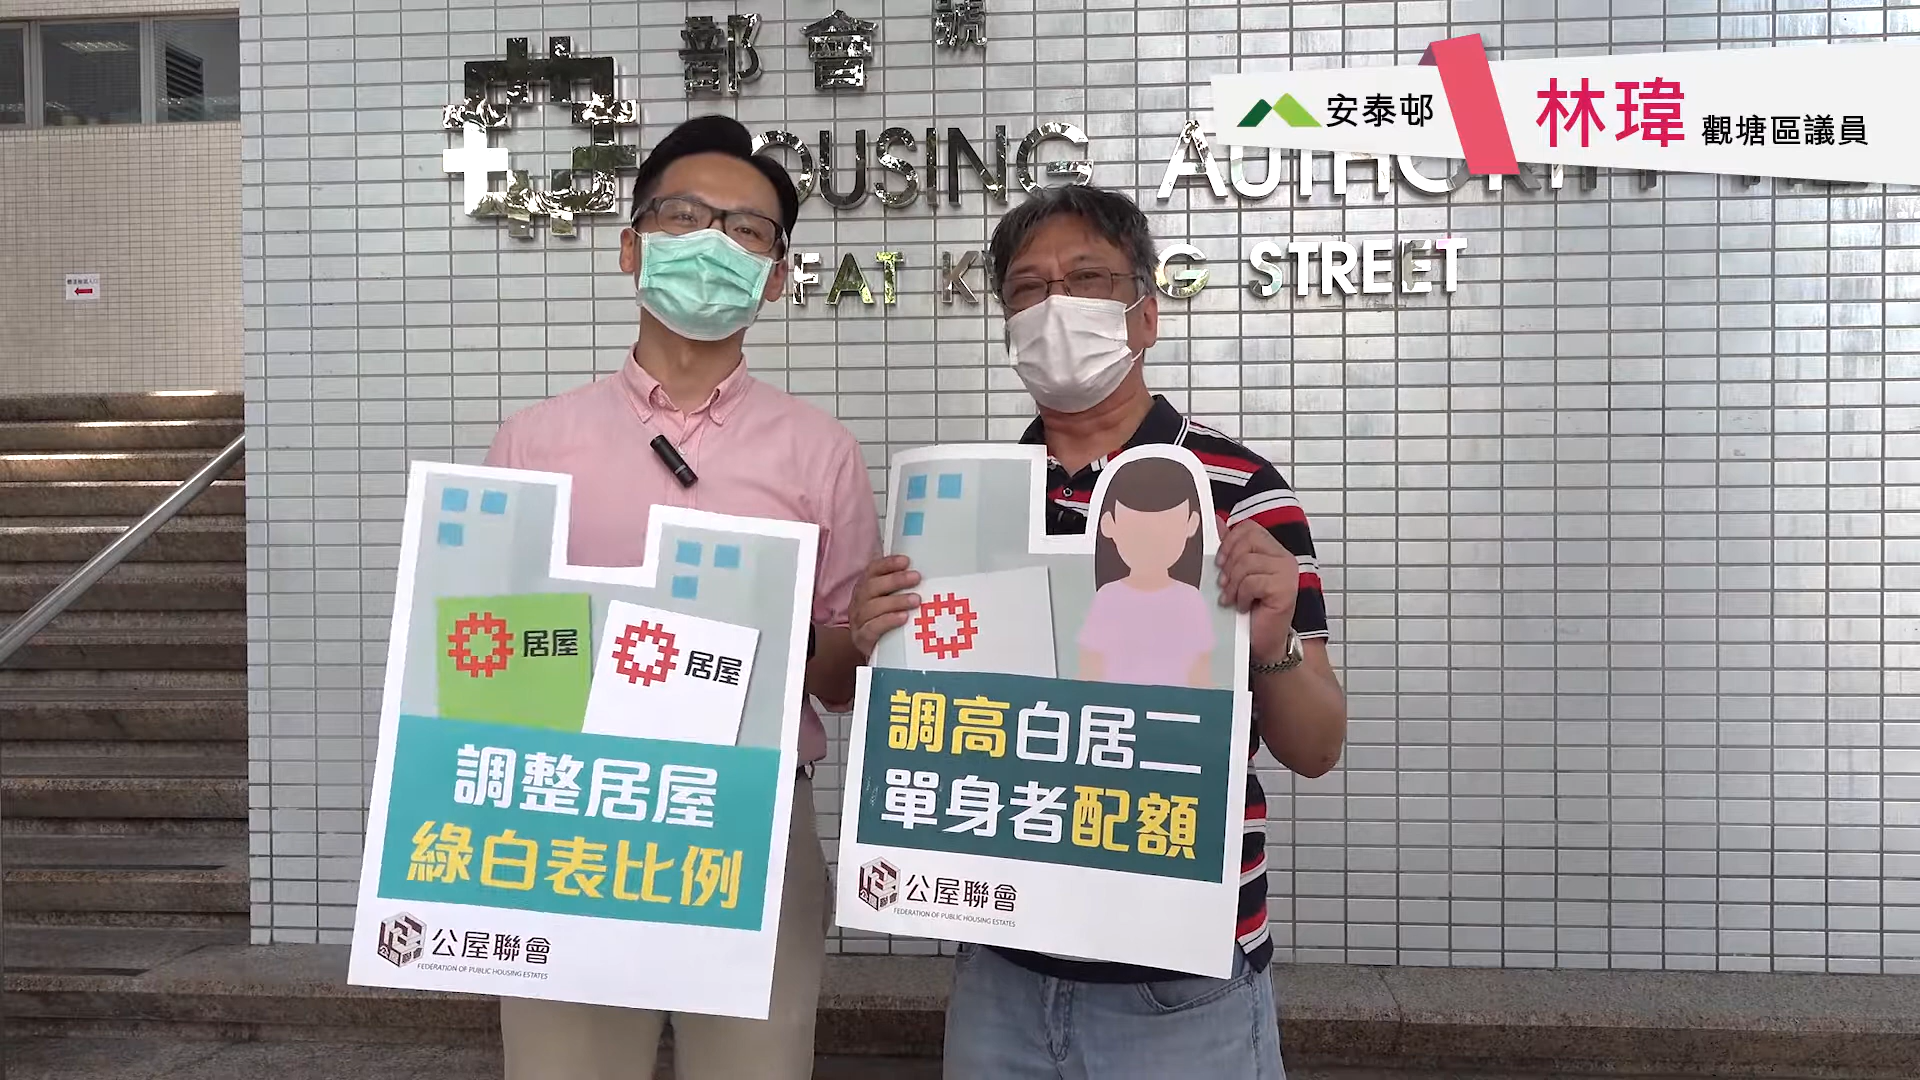 部會號
HOUSING AUTHORITY
FAT K G STREET
安泰邨
林瑋 觀塘區議員
居屋
居屋
調整居屋
綠白表比例
公屋聯會
FEDERATION OF PUBLIC HOUSING ESTATES
調高白居二
單身者配額
公屋聯會
FEDERATION OF PUBLIC HOUSING ESTATES